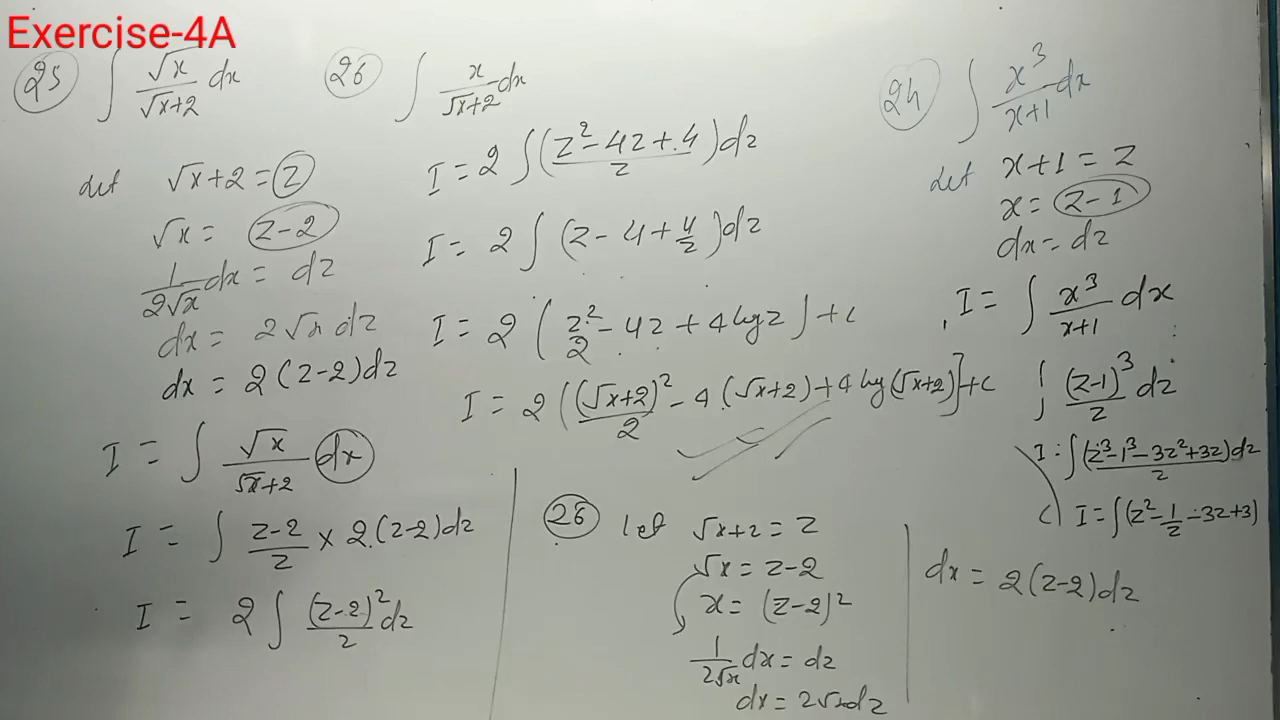 Exercise-4A
25 ∫ √x/(√x+2) dx
let √x+2 = z
√x = z-2
1/(2√x) dx = dz
dx = 2√x dz
dx = 2(z-2)dz
I = ∫ √x/(√x+2) dx
I = ∫ (z-2)/z × 2.(z-2)dz
I = 2 ∫ (z-2)²/z dz
26 ∫ x/(√x+2) dx
I = 2 ∫ ((z²-4z+4)/z) dz
I = 2 ∫ (z-4+4/z)dz
I = 2 ( z²/2 - 4z + 4 log z ) + c
I = 2 ( (√x+2)²/2 - 4(√x+2) + 4 log(√x+2) ] + c
26 let √x+2 = z
√x = z-2
x = (z-2)²
1/(2√x) dx = dz
dx = 2√x dz
dx = 2(z-2)dz
24 ∫ x³/(x+1) dx
let x+1 = z
x = z-1
dx = dz
I = ∫ x³/(x+1) dx
∫ (z-1)³/z dz
I = ∫ (z³-1³-3z²+3z)dz/z
I = ∫ (z²-1/z-3z+3)